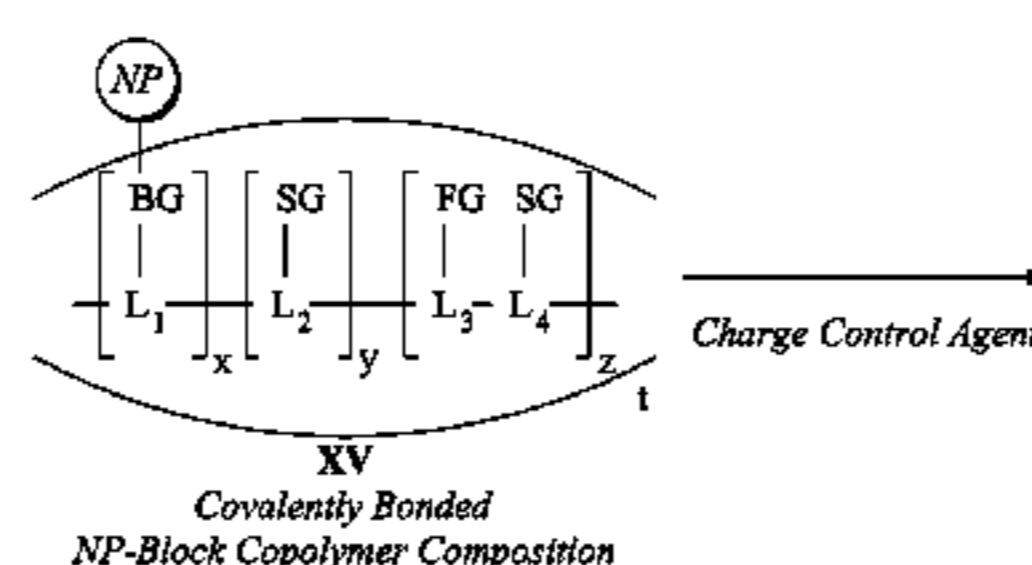 NP
BG SG FG SG
L1 L2 L3 L4
x y z
t
Charge Control Agent
XV
Covalently Bonded
NP-Block Copolymer Composition